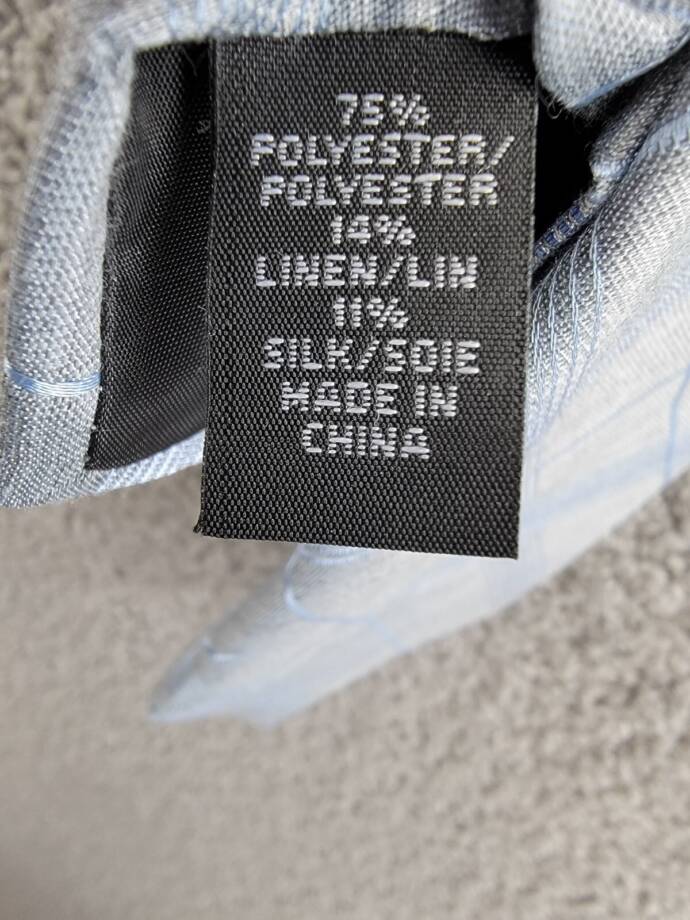 75%
POLYESTER/
POLYESTER
14%
LINEN/LIN
11%
SILK/SOIE
MADE IN
CHINA